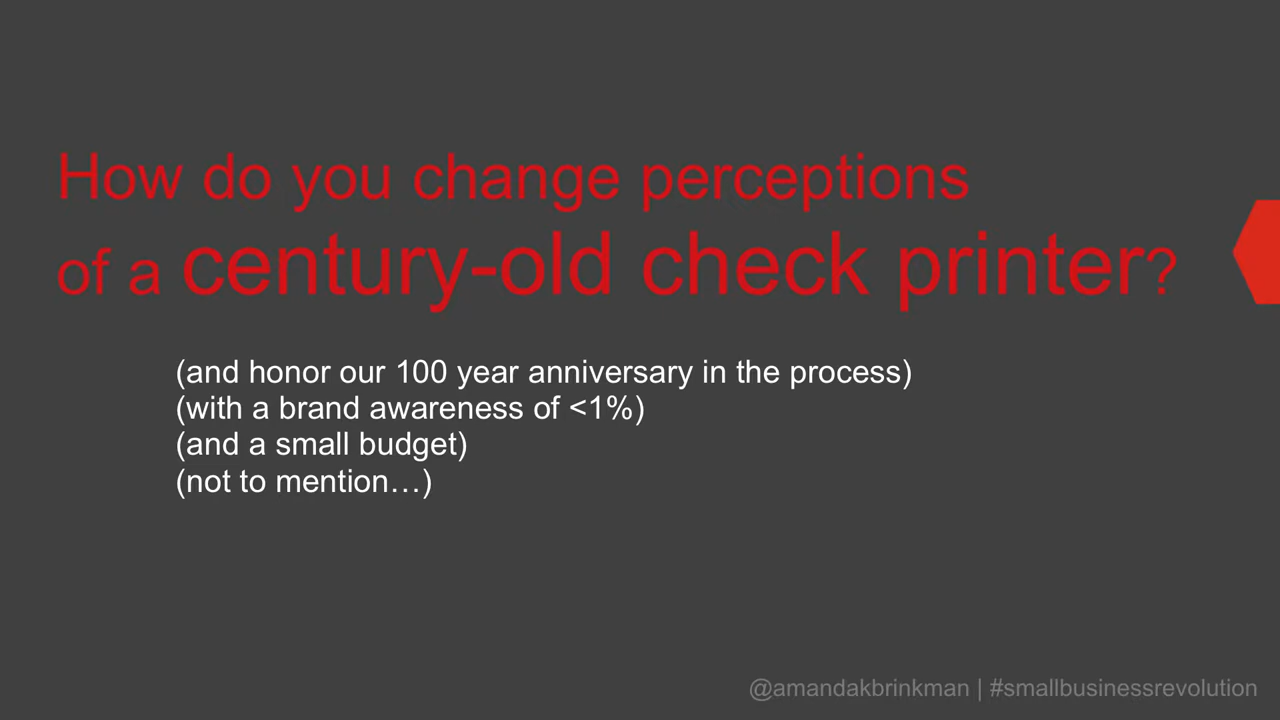 How do you change perceptions
of a century-old check printer?
(and honor our 100 year anniversary in the process)
(with a brand awareness of <1%)
(and a small budget)
(not to mention…)
@amandakbrinkman | #smallbusinessrevolution